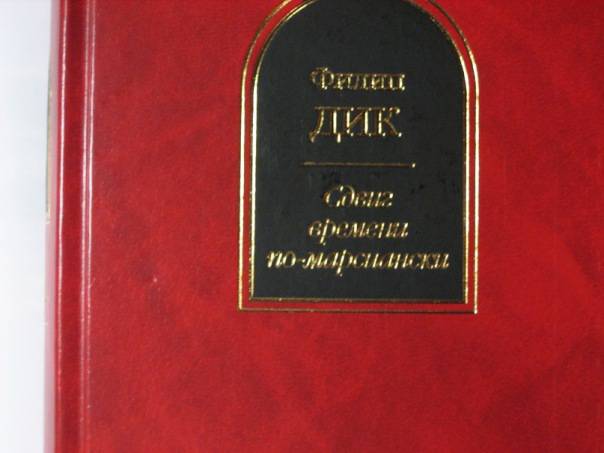 Филип
ДИК
Сдвиг
времени
по-марсиански